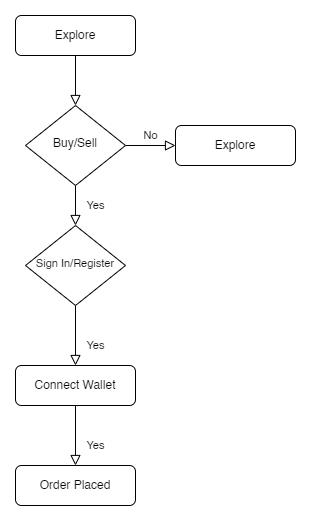 Explore
Buy/Sell
No
Explore
Yes
Sign In/Register
Yes
Connect Wallet
Yes
Order Placed